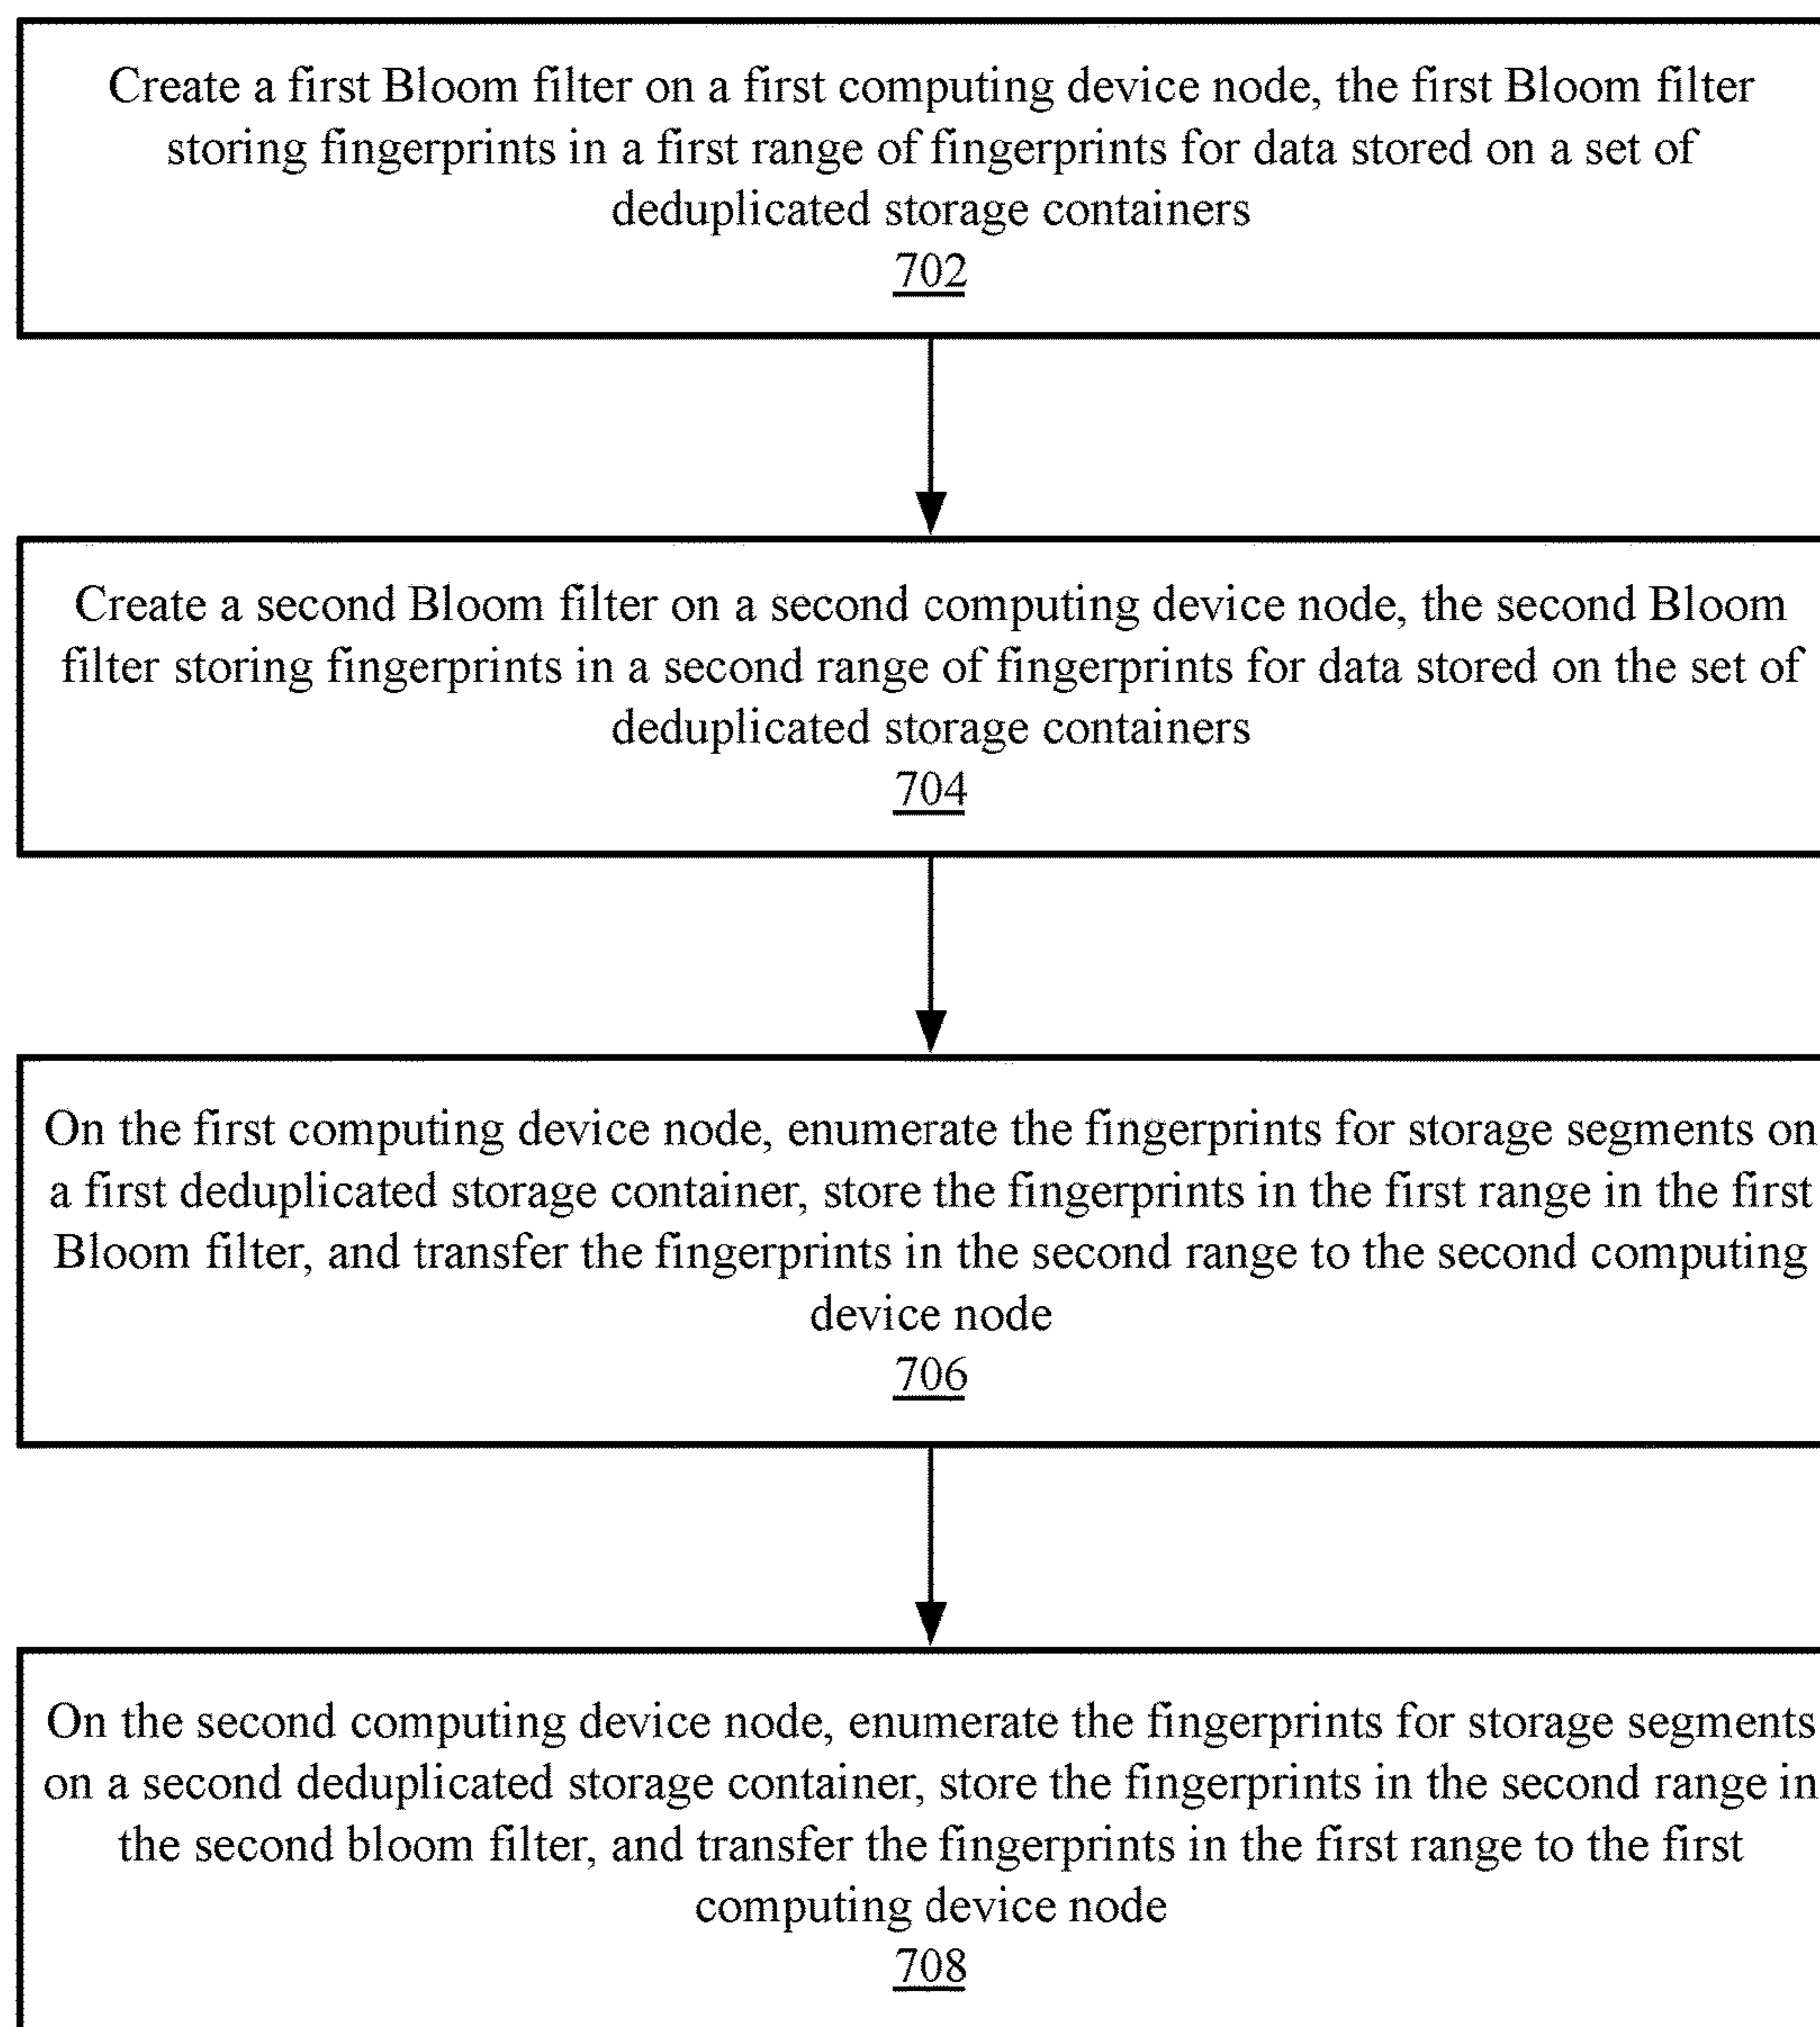 Create a first Bloom filter on a first computing device node, the first Bloom filter
storing fingerprints in a first range of fingerprints for data stored on a set of
deduplicated storage containers
702
Create a second Bloom filter on a second computing device node, the second Bloom
filter storing fingerprints in a second range of fingerprints for data stored on the set of
deduplicated storage containers
704
On the first computing device node, enumerate the fingerprints for storage segments on
a first deduplicated storage container, store the fingerprints in the first range in the first
Bloom filter, and transfer the fingerprints in the second range to the second computing
device node
706
On the second computing device node, enumerate the fingerprints for storage segments
on a second deduplicated storage container, store the fingerprints in the second range in
the second bloom filter, and transfer the fingerprints in the first range to the first
computing device node
708